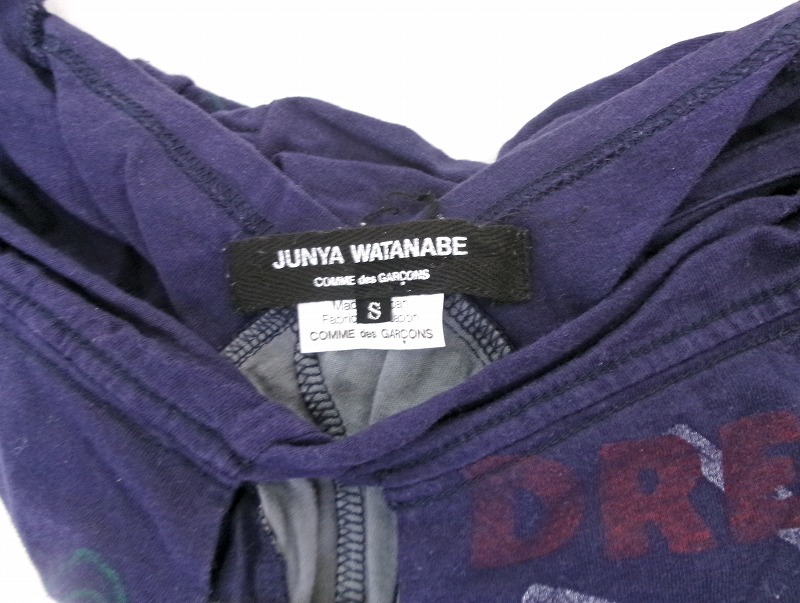 JUNYA WATANABE
COMME des GARÇONS
S
COMME des GARÇONS
DRE